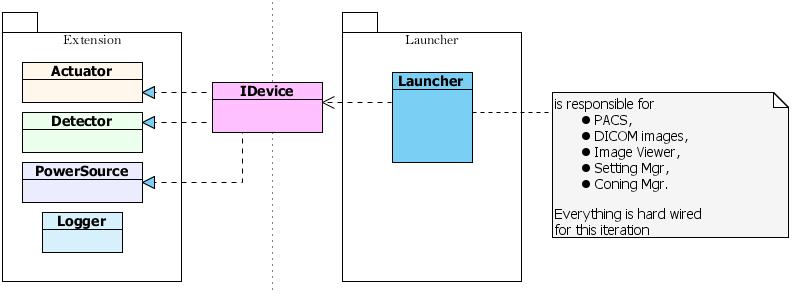 Extension
Actuator
Detector
PowerSource
Logger
IDevice
Launcher
Launcher
is responsible for
● PACS,
● DICOM images,
● Image Viewer,
● Setting Mgr,
● Coning Mgr.
Everything is hard wired
for this iteration